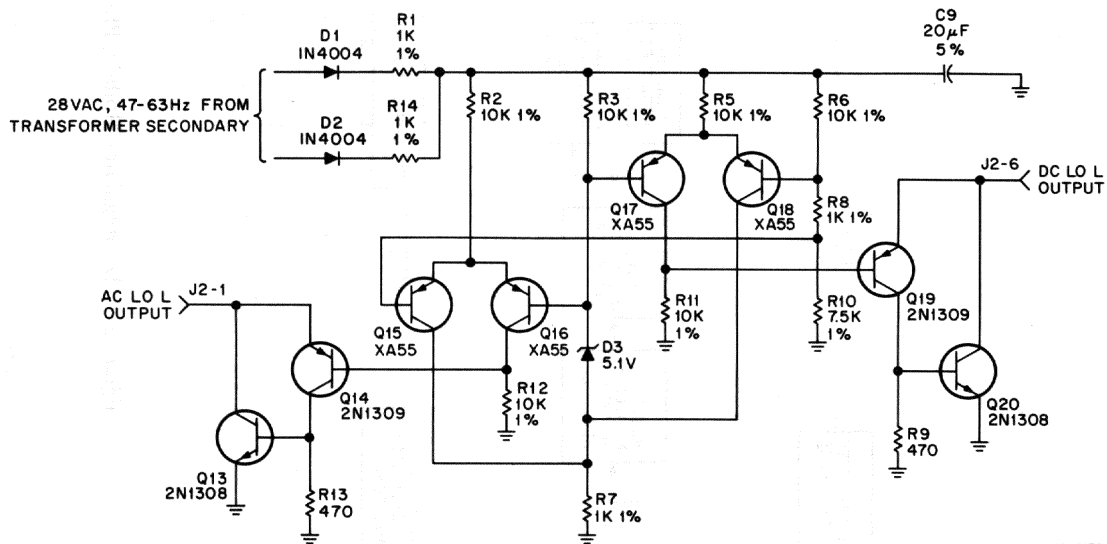 D1
IN4004
R1
1K
1%
28VAC, 47-63Hz FROM
TRANSFORMER SECONDARY
D2
IN4004
R14
1K
1%
R2
10K 1%
R3
10K 1%
R5
10K 1%
R6
10K 1%
C9
20μF
5%
Q17
XA55
Q18
XA55
R8
1K 1%
J2-6
DC LO L
OUTPUT
AC LO L
OUTPUT
J2-1
Q15
XA55
Q16
XA55
R11
10K
1%
R10
7.5K
1%
Q19
2N1309
D3
5.1V
Q14
2N1309
R12
10K
1%
Q20
2N1308
R9
470
Q13
2N1308
R13
470
R7
1K 1%